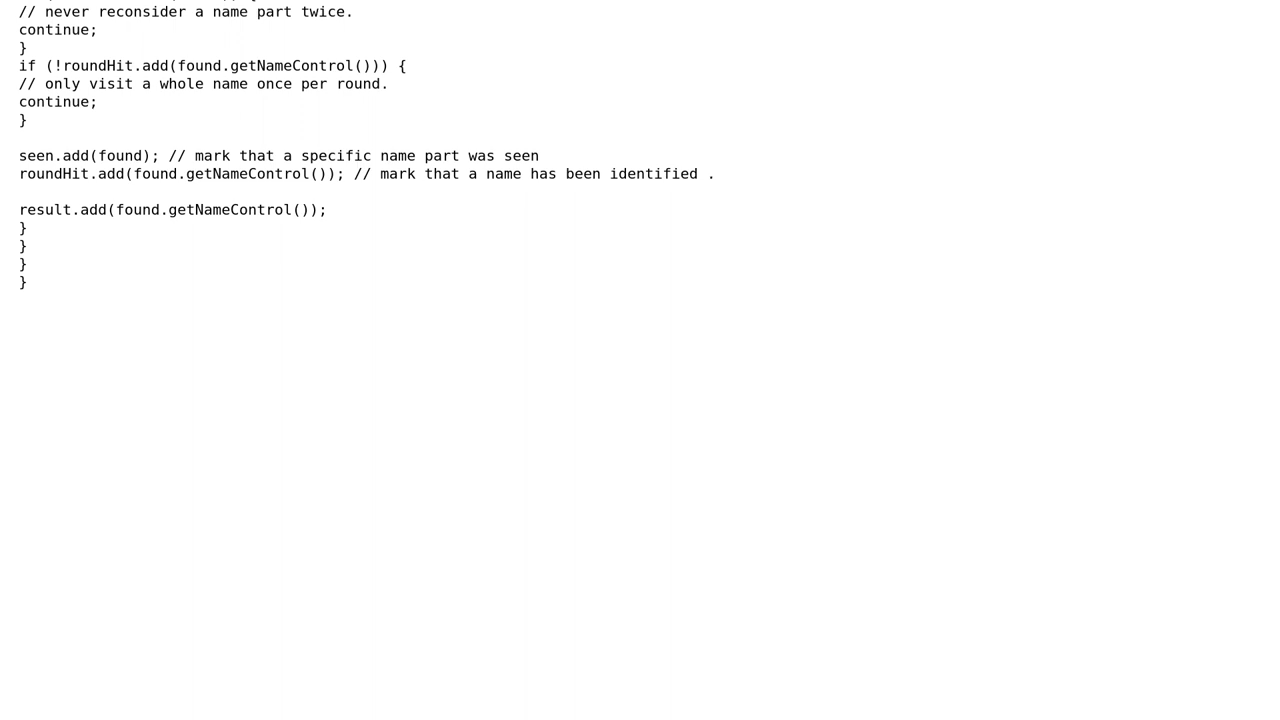 // never reconsider a name part twice.
continue;
}
if (!roundHit.add(found.getNameControl())) {
// only visit a whole name once per round.
continue;
}
seen.add(found); // mark that a specific name part was seen
roundHit.add(found.getNameControl()); // mark that a name has been identified .
result.add(found.getNameControl());
}
}
}
}